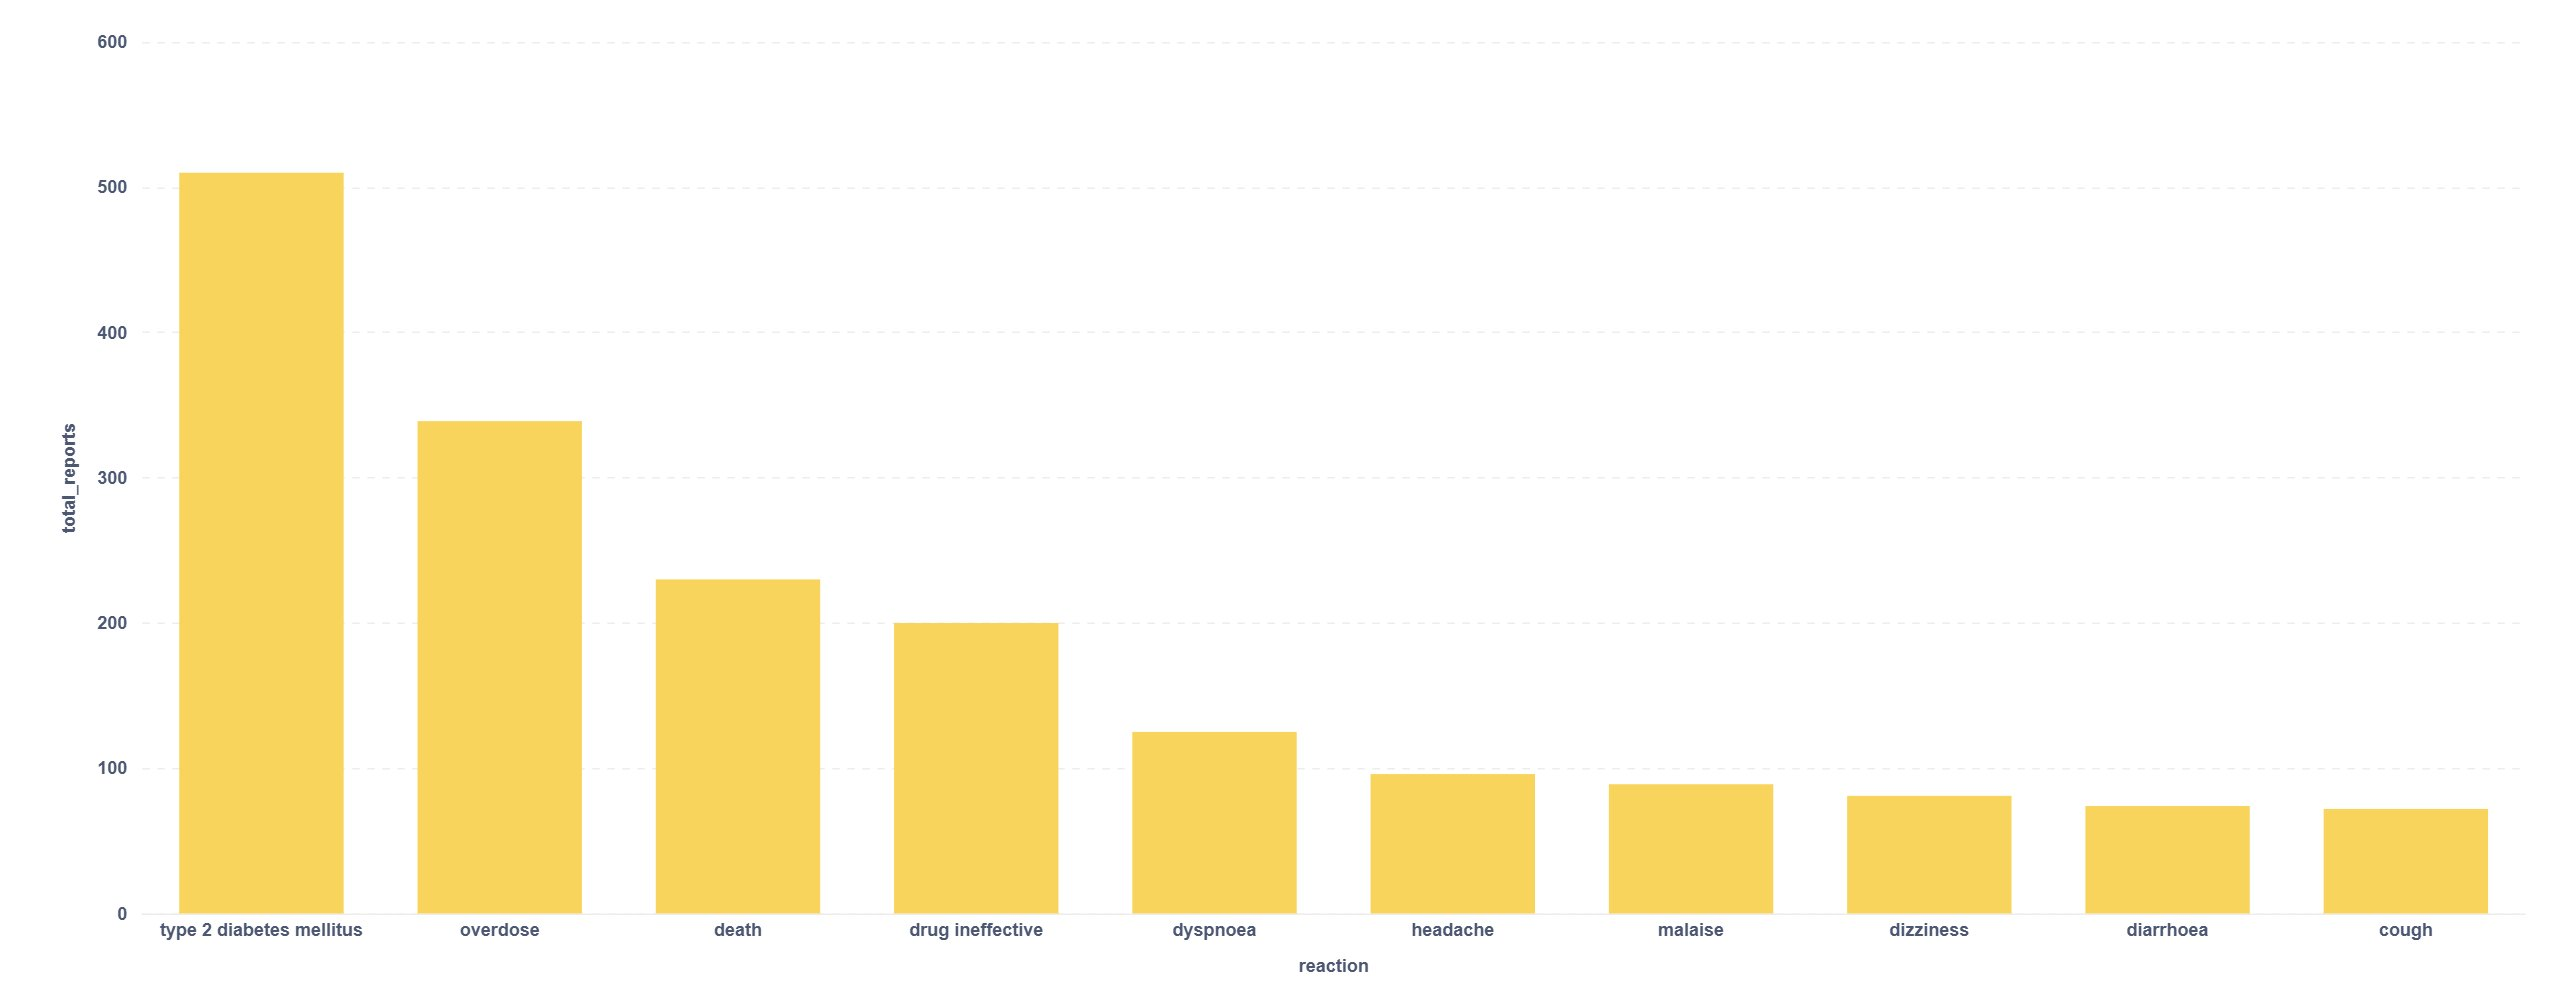 600
500
400
300
200
100
0
total_reports
type 2 diabetes mellitus
overdose
death
drug ineffective
dyspnoea
headache
malaise
dizziness
diarrhoea
cough
reaction